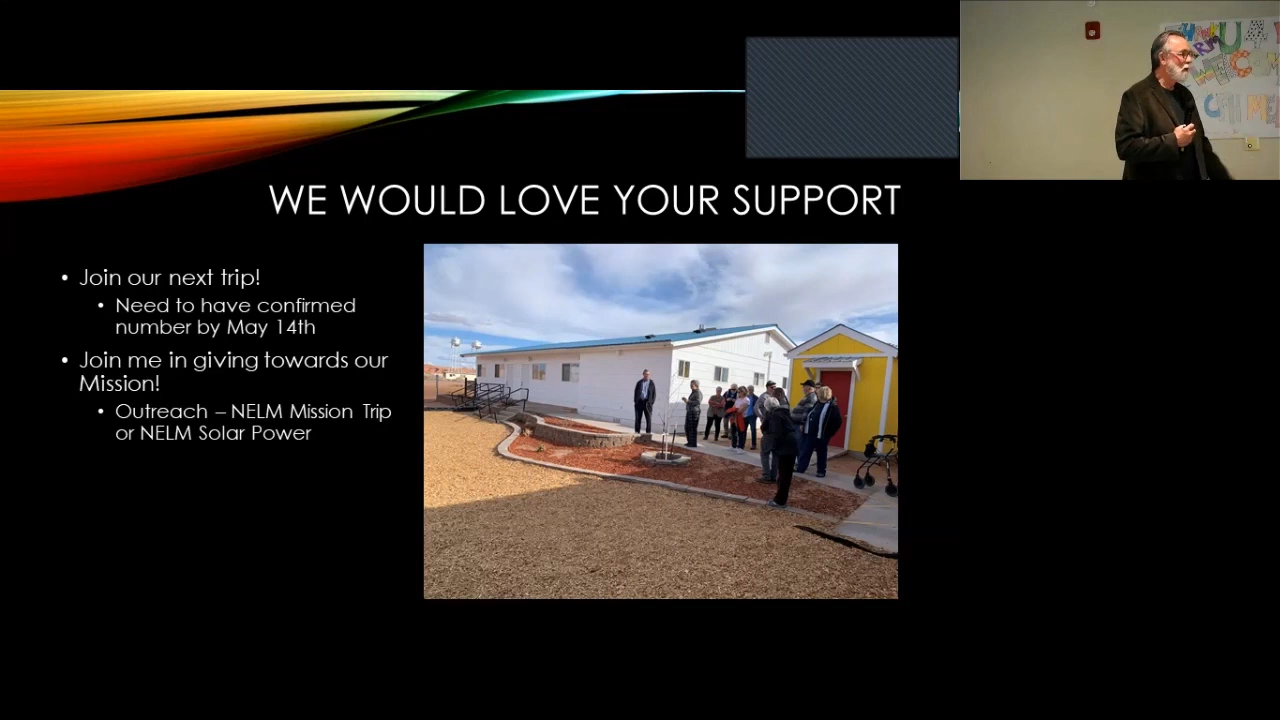 WE WOULD LOVE YOUR SUPPORT
• Join our next trip!
• Need to have confirmed
number by May 14th
• Join me in giving towards our
Mission!
• Outreach – NELM Mission Trip
or NELM Solar Power